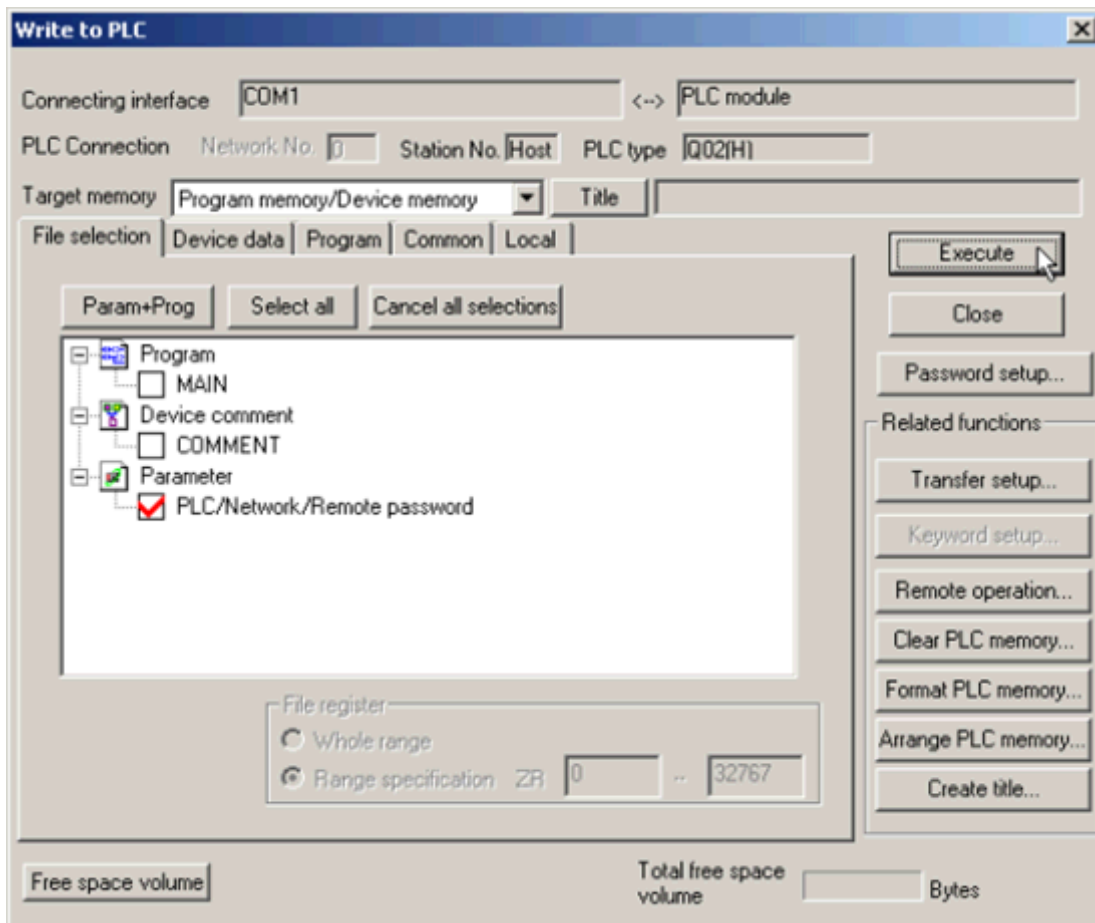 Write to PLC
Connecting interface COM1 <--> PLC module
PLC Connection Network No. 0 Station No. Host PLC type Q02(H)
Target memory Program memory/Device memory Title
File selection Device data Program Common Local
Execute
Param+Prog Select all Cancel all selections
Close
Program
MAIN
Password setup...
Device comment
Related functions
COMMENT
Parameter
Transfer setup...
PLC/Network/Remote password
Keyword setup...
Remote operation...
Clear PLC memory...
Format PLC memory...
File register
Whole range
Arrange PLC memory...
Range specification ZR 0 -- 32767
Create title...
Free space volume
Total free space
volume Bytes